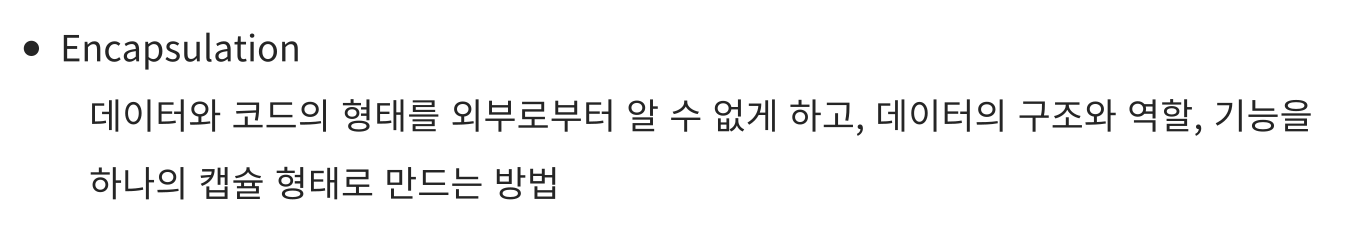 ● Encapsulation
데이터와 코드의 형태를 외부로부터 알 수 없게 하고, 데이터의 구조와 역할, 기능을
하나의 캡슐 형태로 만드는 방법